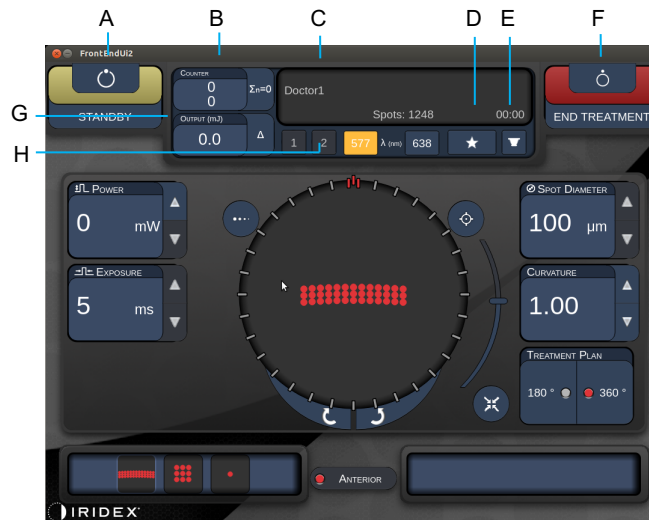 A B C D E F
FrontEndUi2
COUNTER
0
0
Σn=0
Doctor1
Spots: 1248 00:00
STANDBY
END TREATMENT
G
OUTPUT (mJ)
0.0 Δ
H
1 2 577 λ (nm) 638
POWER
0 mW
EXPOSURE
5 ms
SPOT DIAMETER
100 μm
CURVATURE
1.00
TREATMENT PLAN
180 ° 360 °
ANTERIOR
IRIDEX